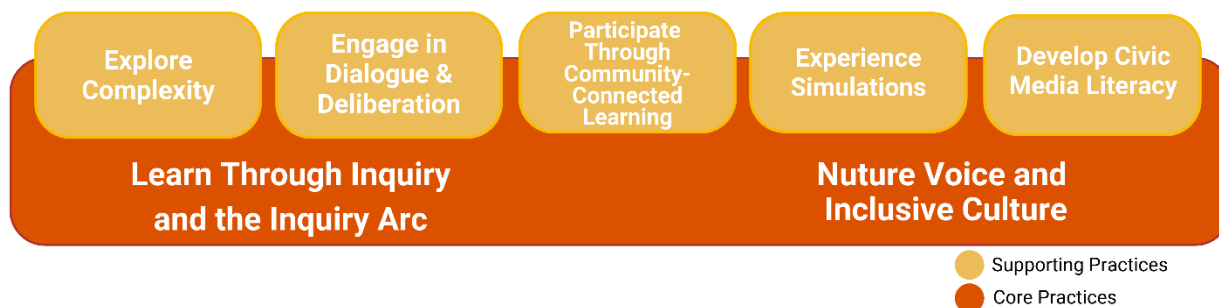 Explore
Complexity
Engage in
Dialogue &
Deliberation
Participate
Through
Community-
Connected
Learning
Experience
Simulations
Develop Civic
Media Literacy
Learn Through Inquiry
and the Inquiry Arc
Nuture Voice and
Inclusive Culture
Supporting Practices
Core Practices